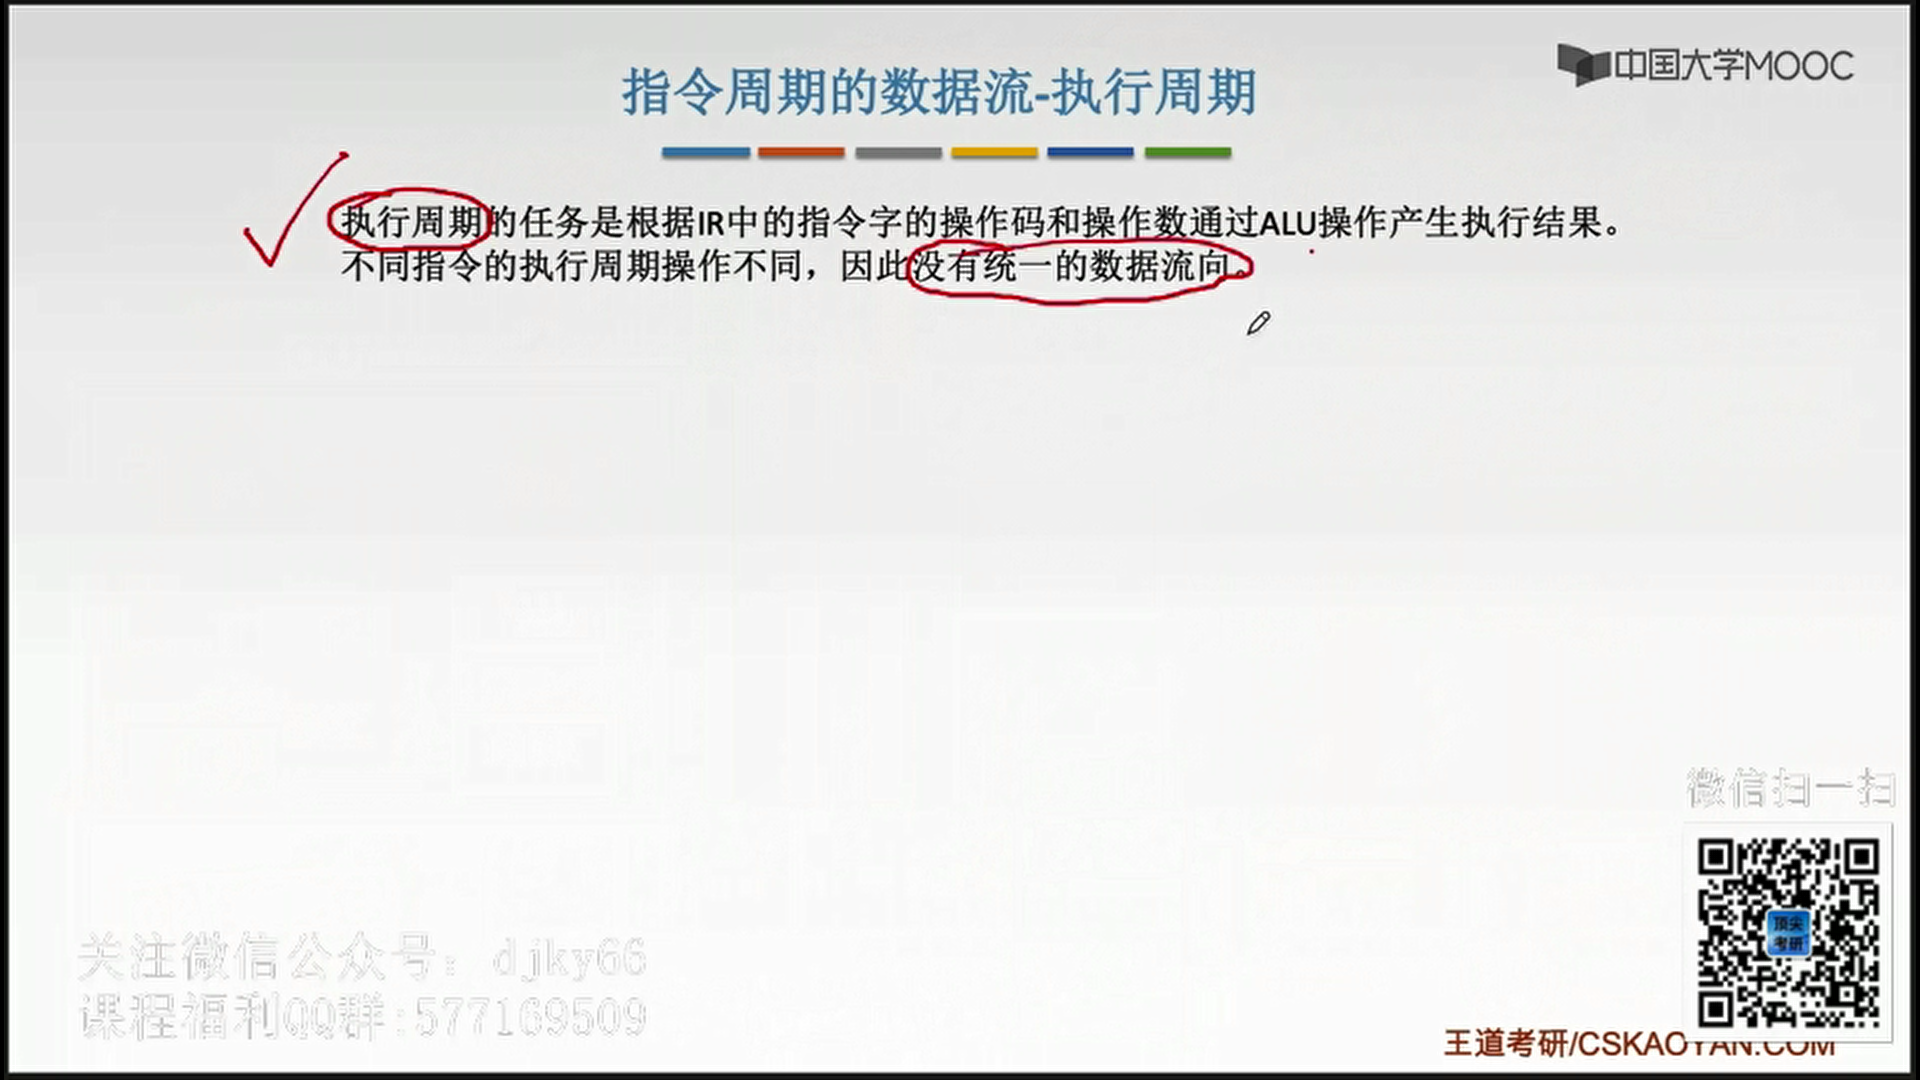 中国大学MOOC
指令周期的数据流-执行周期
执行周期的任务是根据IR中的指令字的操作码和操作数通过ALU操作产生执行结果。
不同指令的执行周期操作不同，因此没有统一的数据流向。
微信扫一扫
顶尖
考研
关注微信公众号：djky66
课程福利QQ群:577169509
王道考研/CSKAOYAN.COM